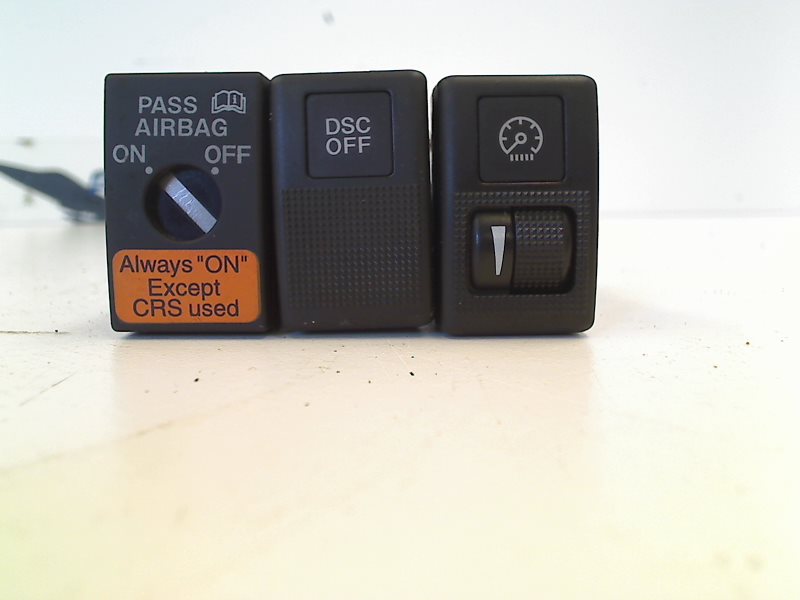 PASS
AIRBAG
ON OFF
Always "ON"
Except
CRS used
DSC
OFF